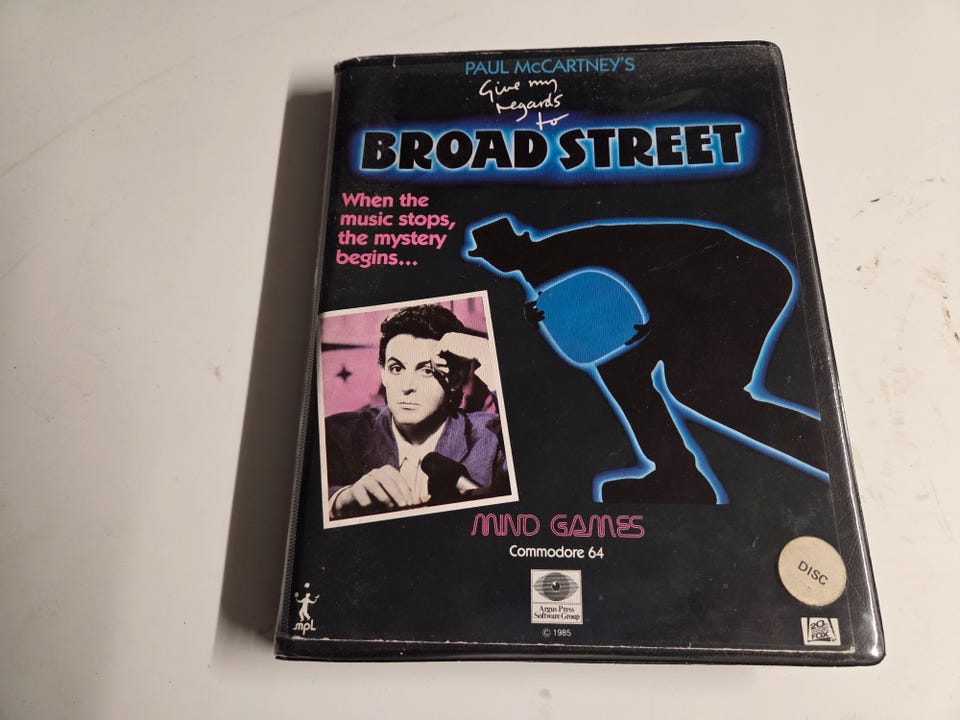 PAUL McCARTNEY'S
Give my
regards
to
BROAD STREET
When the
music stops,
the mystery
begins...
MIND GAMES
Commodore 64
DISC
Argus Press
Software Group
© 1985
mpl
20th
CENTURY
FOX